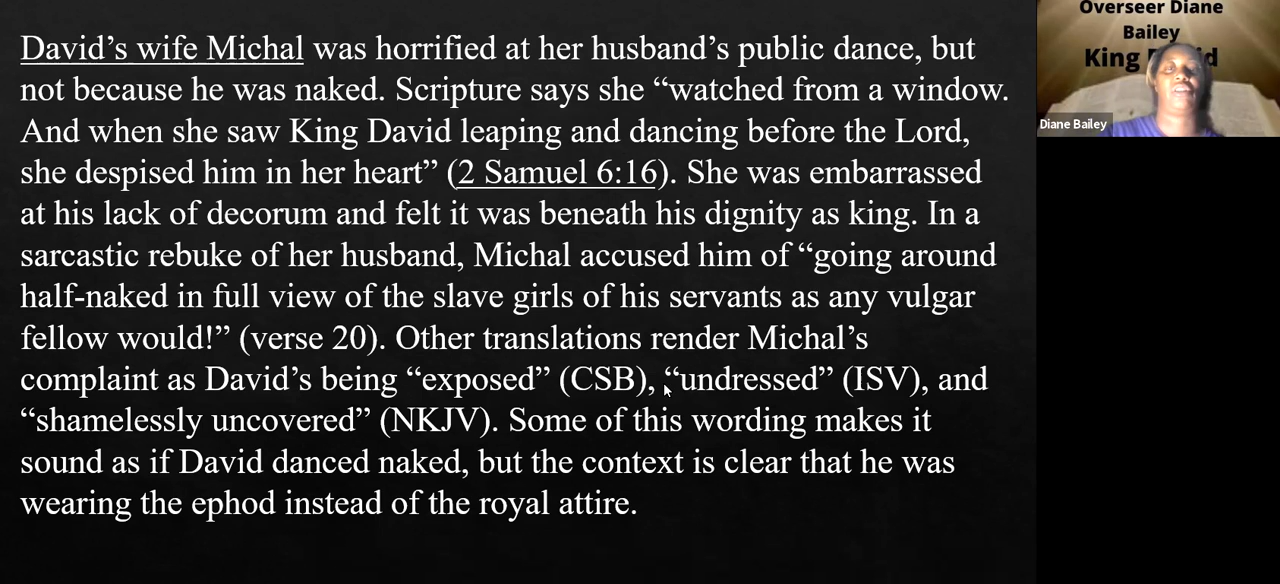 David’s wife Michal was horrified at her husband’s public dance, but
not because he was naked. Scripture says she “watched from a window.
And when she saw King David leaping and dancing before the Lord,
she despised him in her heart” (2 Samuel 6:16). She was embarrassed
at his lack of decorum and felt it was beneath his dignity as king. In a
sarcastic rebuke of her husband, Michal accused him of “going around
half-naked in full view of the slave girls of his servants as any vulgar
fellow would!” (verse 20). Other translations render Michal’s
complaint as David’s being “exposed” (CSB), “undressed” (ISV), and
“shamelessly uncovered” (NKJV). Some of this wording makes it
sound as if David danced naked, but the context is clear that he was
wearing the ephod instead of the royal attire.
Overseer Diane
Bailey
King
Diane Bailey